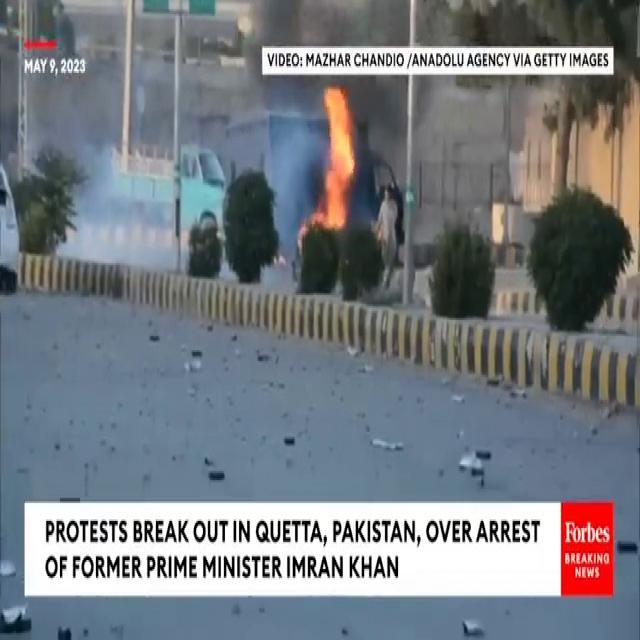 MAY 9, 2023
VIDEO: MAZHAR CHANDIO /ANADOLU AGENCY VIA GETTY IMAGES
PROTESTS BREAK OUT IN QUETTA, PAKISTAN, OVER ARREST
OF FORMER PRIME MINISTER IMRAN KHAN
Forbes
BREAKING
NEWS